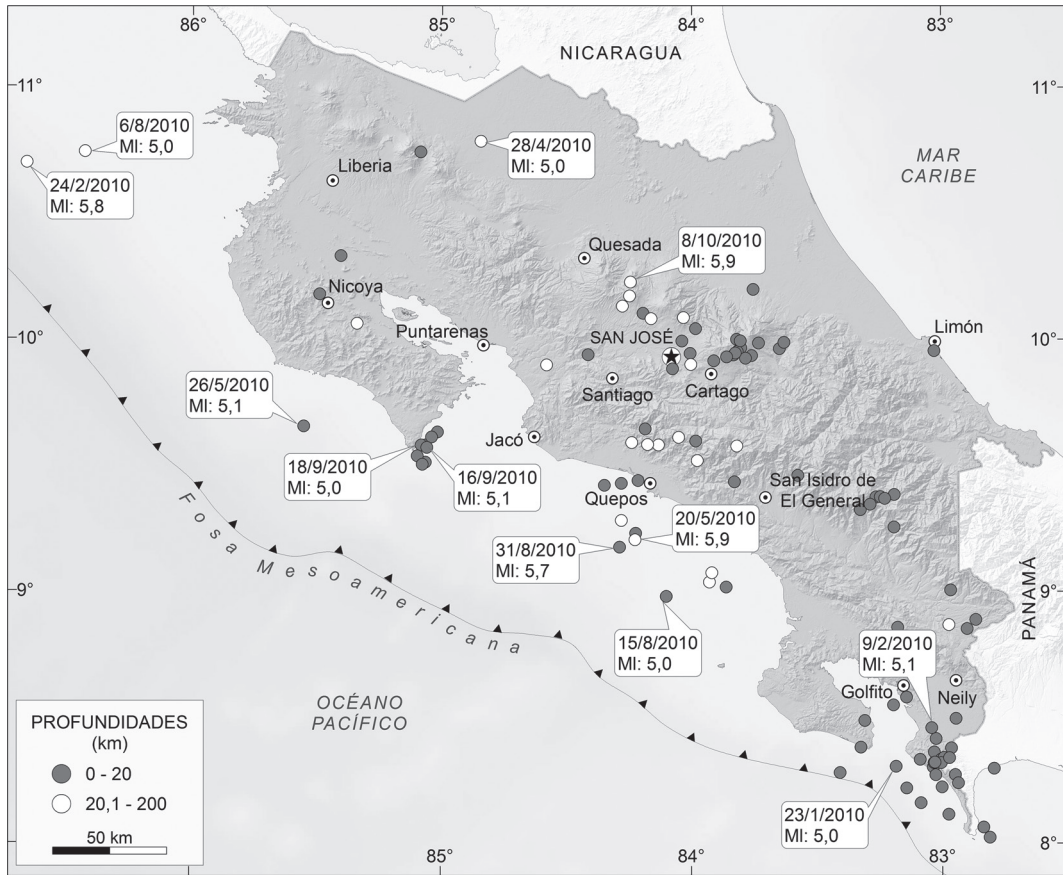 86°
85°
84°
83°
NICARAGUA
11°
11°
6/8/2010
Ml: 5,0
28/4/2010
Ml: 5,0
MAR
CARIBE
24/2/2010
Ml: 5,8
Liberia
Quesada
8/10/2010
Ml: 5,9
Nicoya
10°
Puntarenas
SAN JOSÉ
Limón
10°
Santiago
Cartago
26/5/2010
Ml: 5,1
Jacó
18/9/2010
Ml: 5,0
16/9/2010
Ml: 5,1
San Isidro de
El General
Quepos
20/5/2010
Ml: 5,9
31/8/2010
Ml: 5,7
Fosa Mesoamericana
9°
9°
PANAMÁ
15/8/2010
Ml: 5,0
9/2/2010
Ml: 5,1
Golfito
Neily
OCÉANO
PACÍFICO
PROFUNDIDADES
(km)
0 - 20
20,1 - 200
50 km
23/1/2010
Ml: 5,0
8°
85°
84°
83°